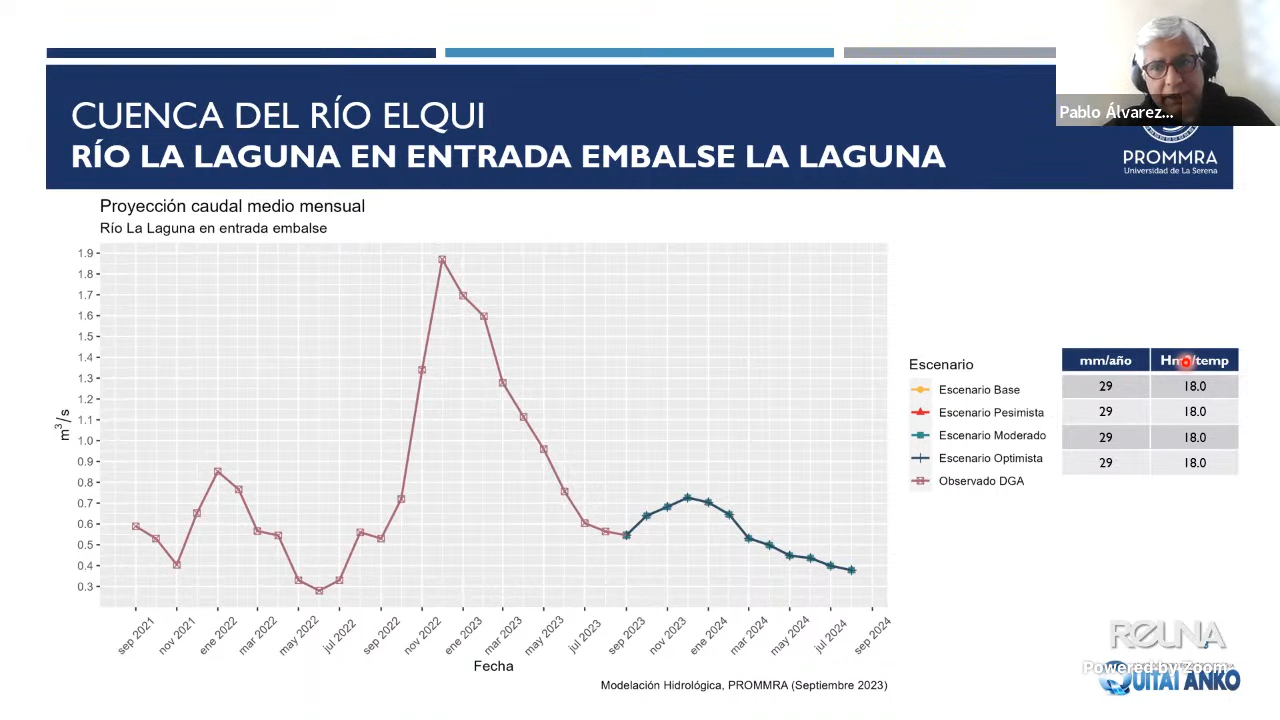 Pablo Álvarez...
CUENCA DEL RÍO ELQUI
RÍO LA LAGUNA EN ENTRADA EMBALSE LA LAGUNA
PROMMRA
Universidad de La Serena
Proyección caudal medio mensual
Río La Laguna en entrada embalse
1.9
1.8
1.7
1.6
1.5
1.4
1.3
1.2
1.1
1.0
0.9
0.8
0.7
0.6
0.5
0.4
0.3
m³/s
sep 2021
nov 2021
ene 2022
mar 2022
may 2022
jul 2022
sep 2022
nov 2022
ene 2023
mar 2023
may 2023
jul 2023
sep 2023
nov 2023
ene 2024
mar 2024
may 2024
jul 2024
sep 2024
Fecha
Modelación Hidrológica, PROMMRA (Septiembre 2023)
Escenario
Escenario Base
Escenario Pesimista
Escenario Moderado
Escenario Optimista
Observado DGA
mm/año Hm3/temp
29 18.0
29 18.0
29 18.0
29 18.0
REUNA
Powered by Zoom
QUITAI ANKO